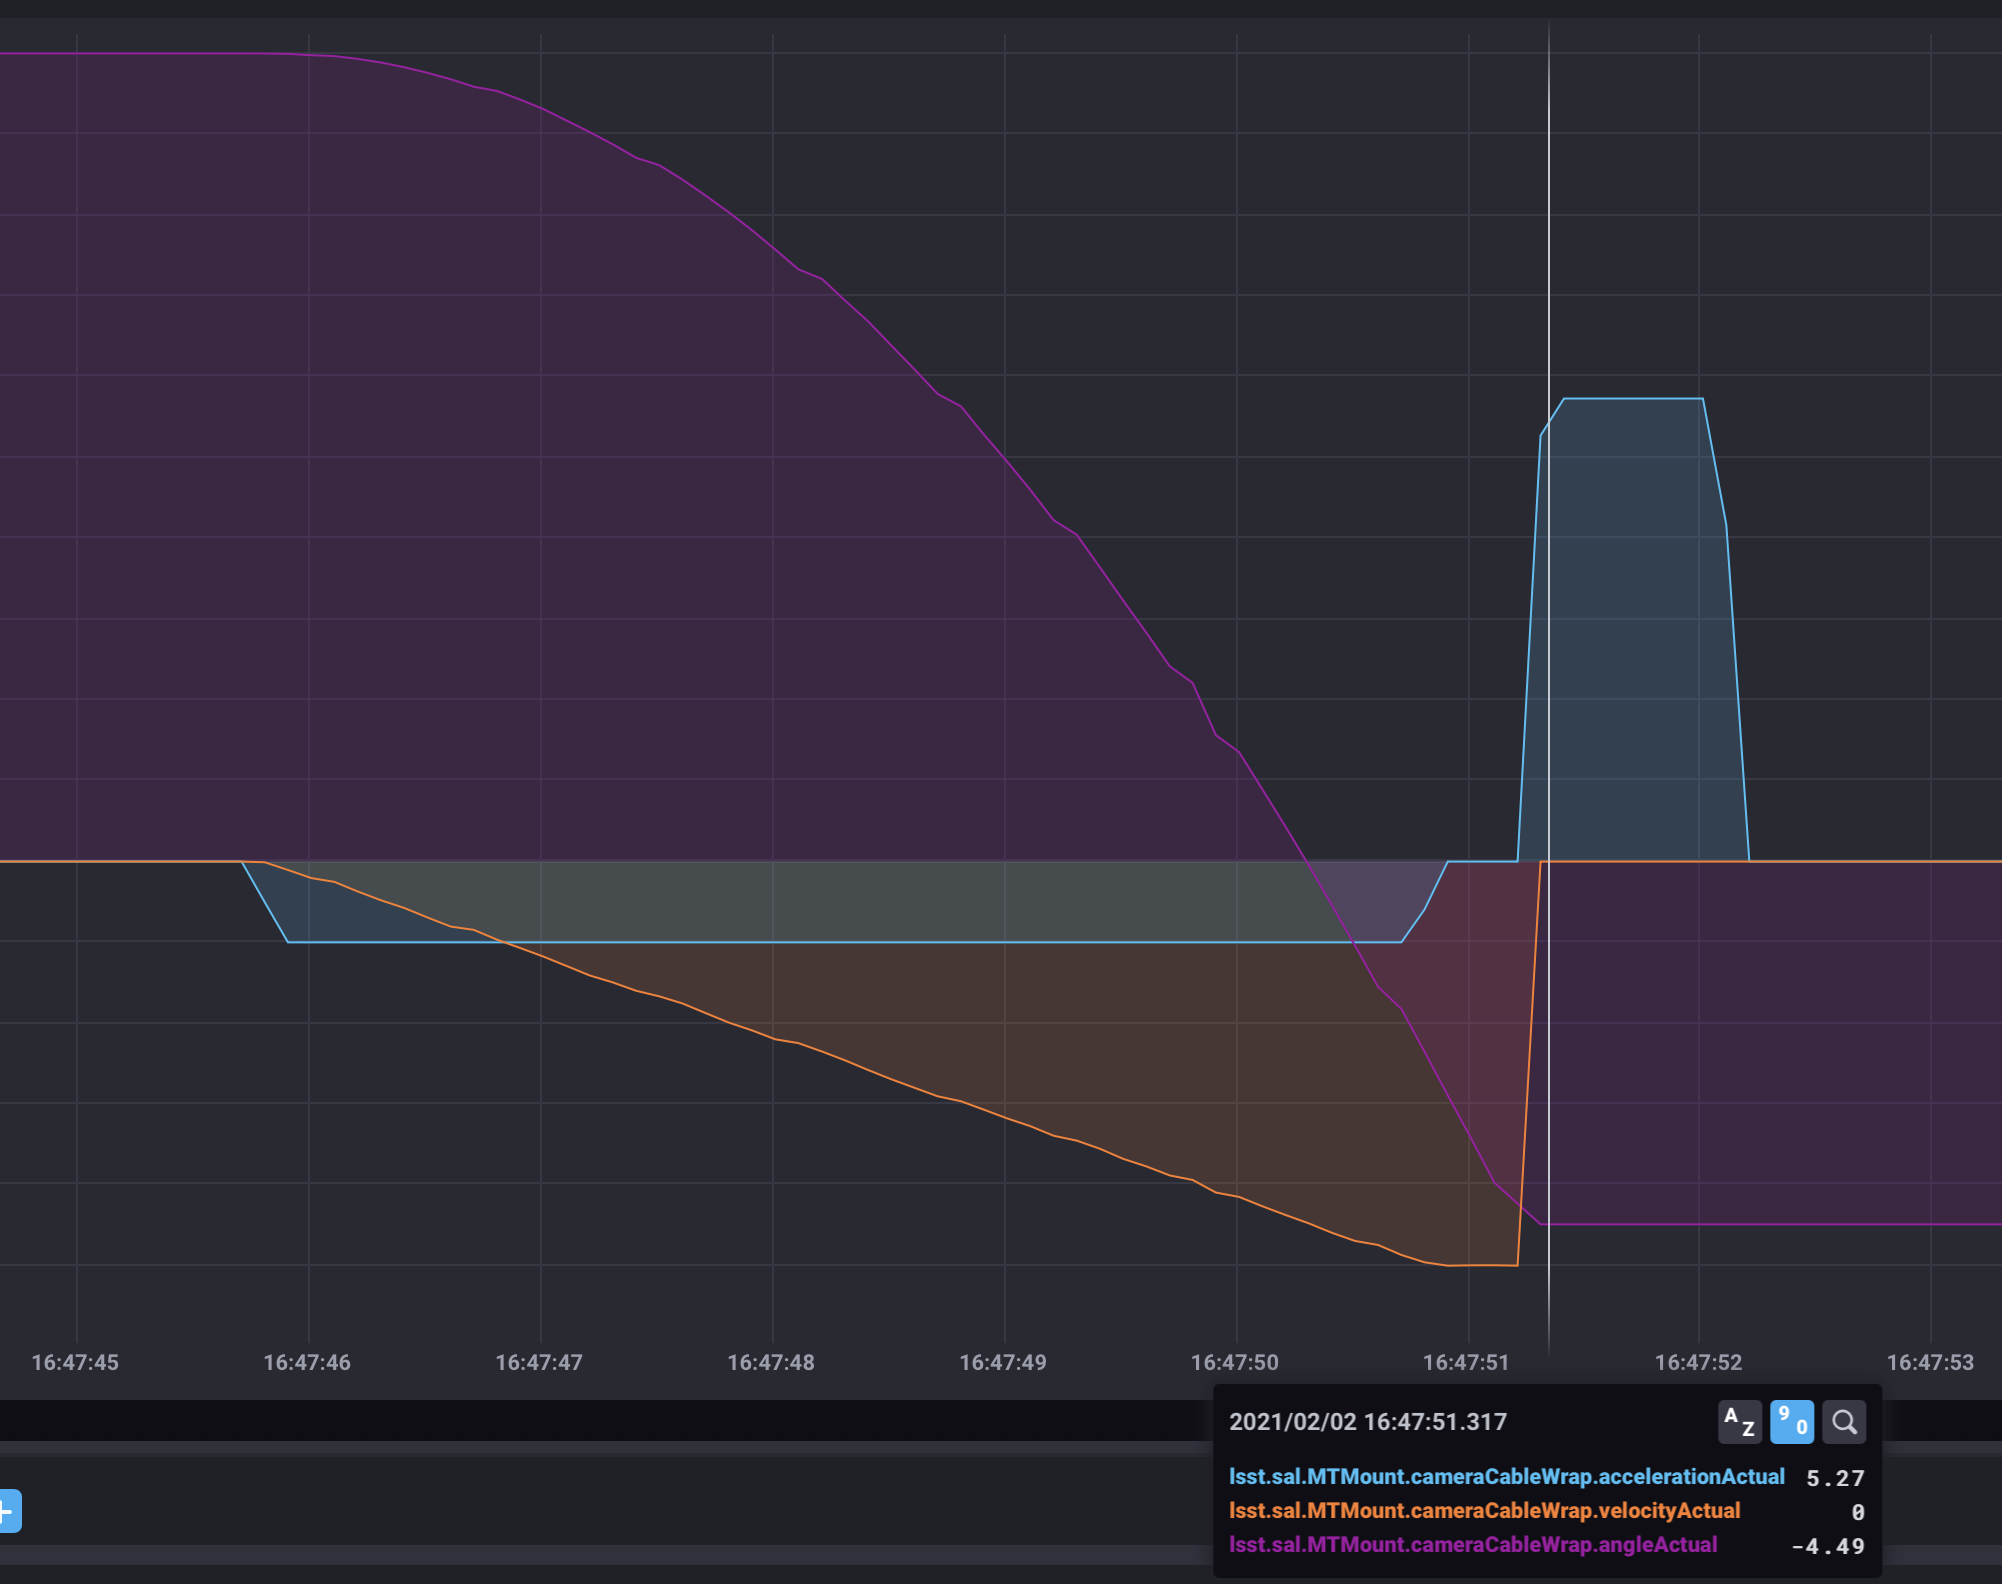 16:47:45 16:47:46 16:47:47 16:47:48 16:47:49 16:47:50 16:47:51 16:47:52 16:47:53
2021/02/02 16:47:51.317 AZ 90
lsst.sal.MTMount.cameraCableWrap.accelerationActual 5.27
lsst.sal.MTMount.cameraCableWrap.velocityActual 0
lsst.sal.MTMount.cameraCableWrap.angleActual -4.49